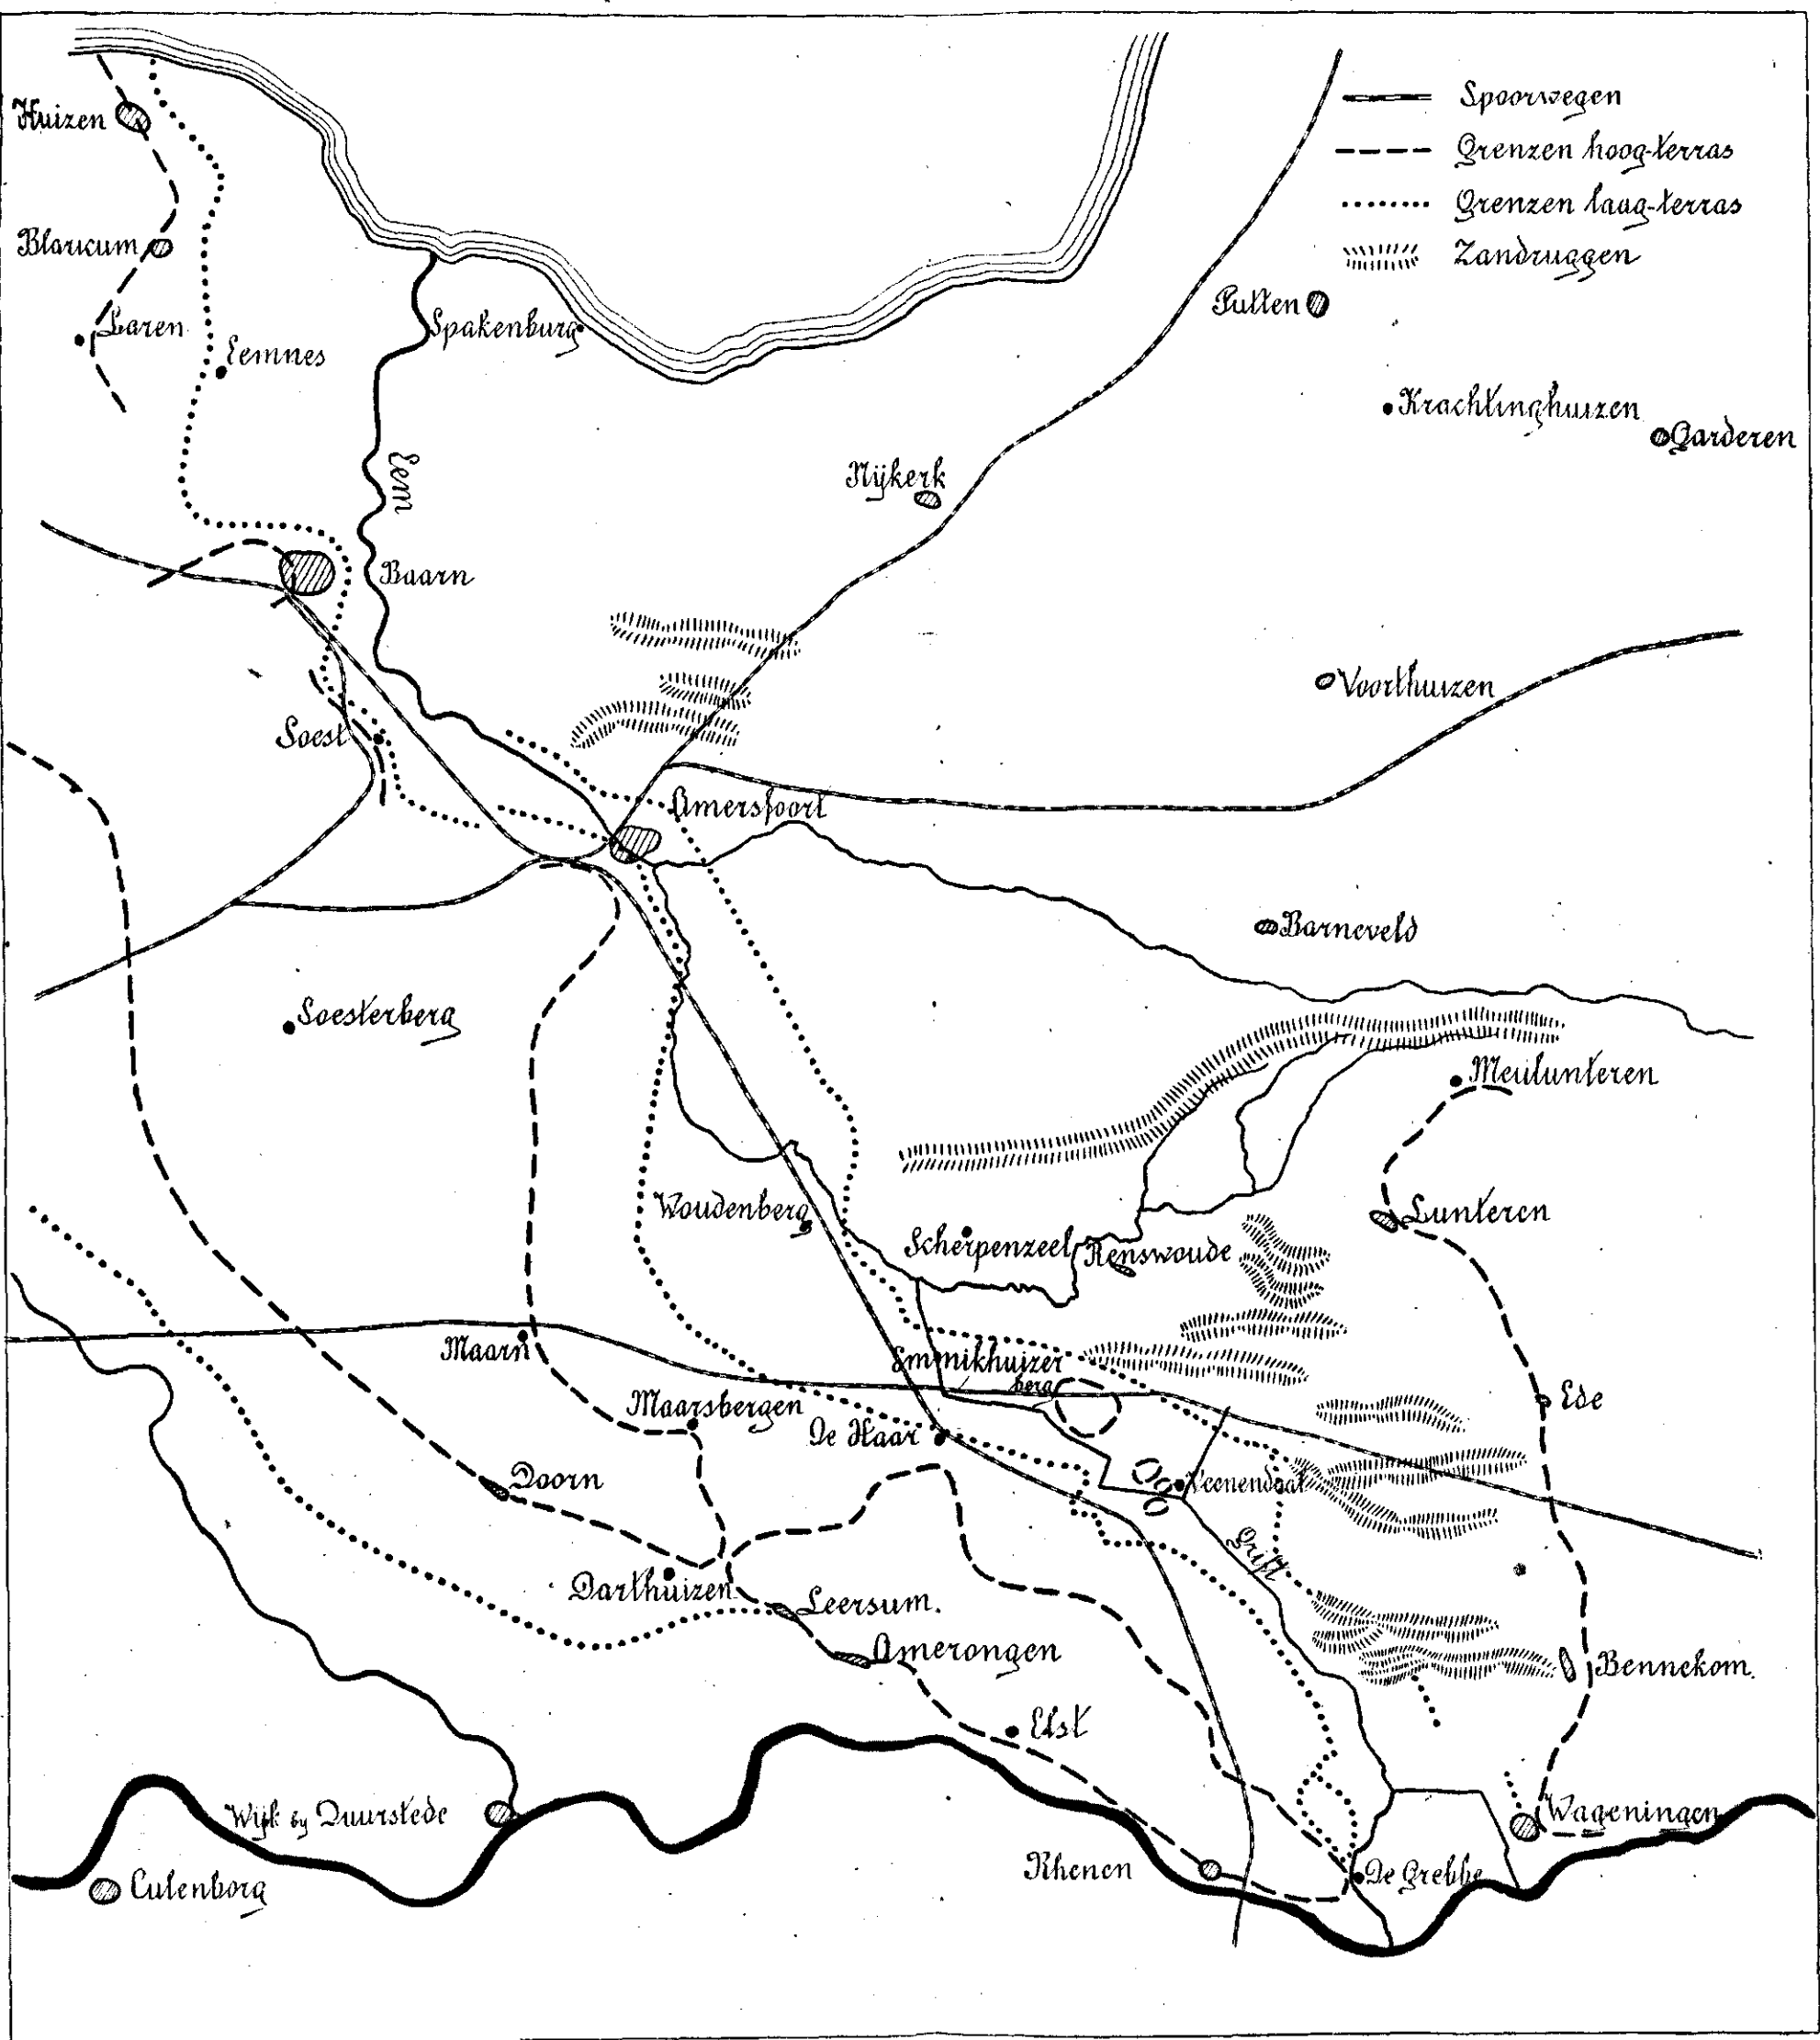 Spoorwegen
Grenzen hoog-terras
Grenzen laag-terras
Zandruggen
Huizen
Blaricum
Laren
Eemnes
Spakenburg
Putten
Krachtinghuizen
Garderen
Eem
Nijkerk
Baarn
Voorthuizen
Soest
Amersfoort
Barneveld
Soesterberg
Meulunteren
Woudenberg
Lunteren
Scherpenzeel
Renswoude
Maarn
Emmikhuizer
berg
Ede
Maarsbergen
De Haar
Doorn
Veenendaal
Grift
Darthuizen
Leersum.
Amerongen
Bennekom.
Elst
Wijk bij Duurstede
Wageningen
Rhenen
De Grebbe
Culenborg